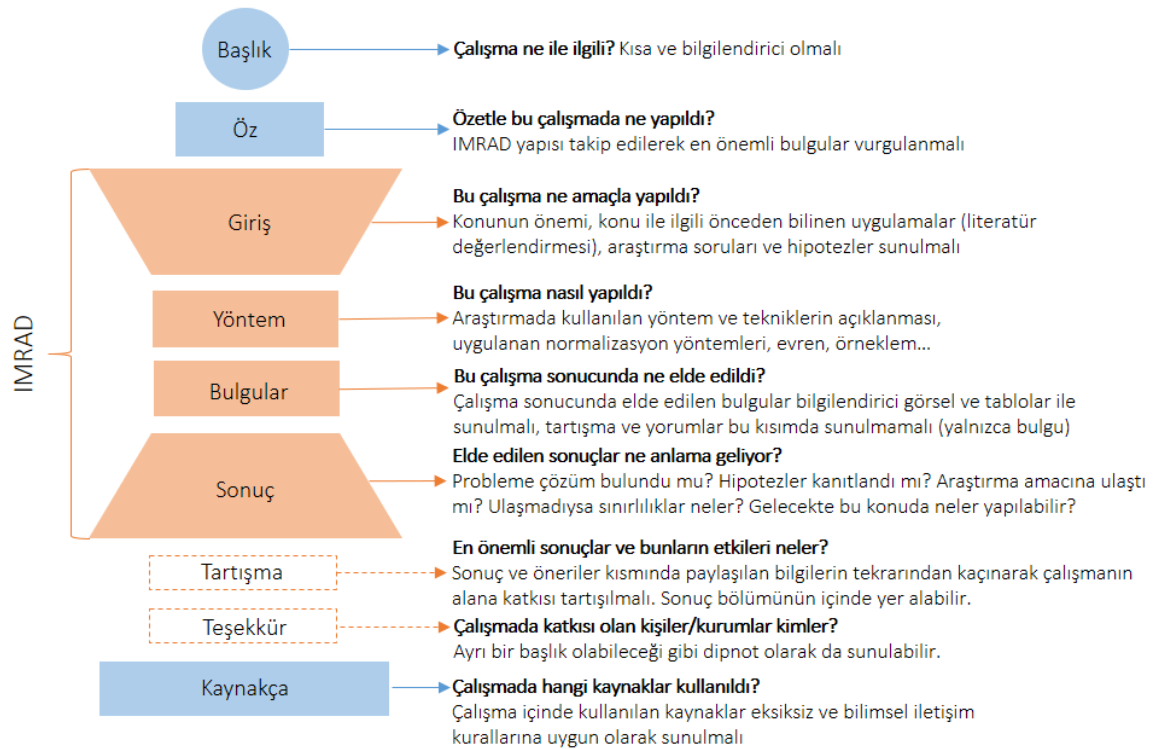 Başlık
Çalışma ne ile ilgili? Kısa ve bilgilendirici olmalı
Öz
Özetle bu çalışmada ne yapıldı?
IMRAD yapısı takip edilerek en önemli bulgular vurgulanmalı
IMRAD
Giriş
Bu çalışma ne amaçla yapıldı?
Konunun önemi, konu ile ilgili önceden bilinen uygulamalar (literatür
değerlendirmesi), araştırma soruları ve hipotezler sunulmalı
Yöntem
Bu çalışma nasıl yapıldı?
Araştırmada kullanılan yöntem ve tekniklerin açıklanması,
uygulanan normalizasyon yöntemleri, evren, örneklem...
Bulgular
Bu çalışma sonucunda ne elde edildi?
Çalışma sonucunda elde edilen bulgular bilgilendirici görsel ve tablolar ile
sunulmalı, tartışma ve yorumlar bu kısımda sunulmamalı (yalnızca bulgu)
Sonuç
Elde edilen sonuçlar ne anlama geliyor?
Probleme çözüm bulundu mu? Hipotezler kanıtlandı mı? Araştırma amacına ulaştı
mı? Ulaşmadıysa sınırlılıklar neler? Gelecekte bu konuda neler yapılabilir?
Tartışma
En önemli sonuçlar ve bunların etkileri neler?
Sonuç ve öneriler kısmında paylaşılan bilgilerin tekrarından kaçınarak çalışmanın
alana katkısı tartışılmalı. Sonuç bölümünün içinde yer alabilir.
Teşekkür
Çalışmada katkısı olan kişiler/kurumlar kimler?
Ayrı bir başlık olabileceği gibi dipnot olarak da sunulabilir.
Kaynakça
Çalışmada hangi kaynaklar kullanıldı?
Çalışma içinde kullanılan kaynaklar eksiksiz ve bilimsel iletişim
kurallarına uygun olarak sunulmalı